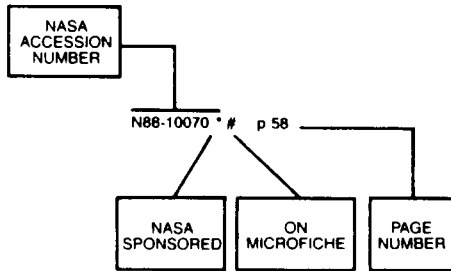 NASA
ACCESSION
NUMBER
N88-10070 * # p 58
NASA
SPONSORED
ON
MICROFICHE
PAGE
NUMBER